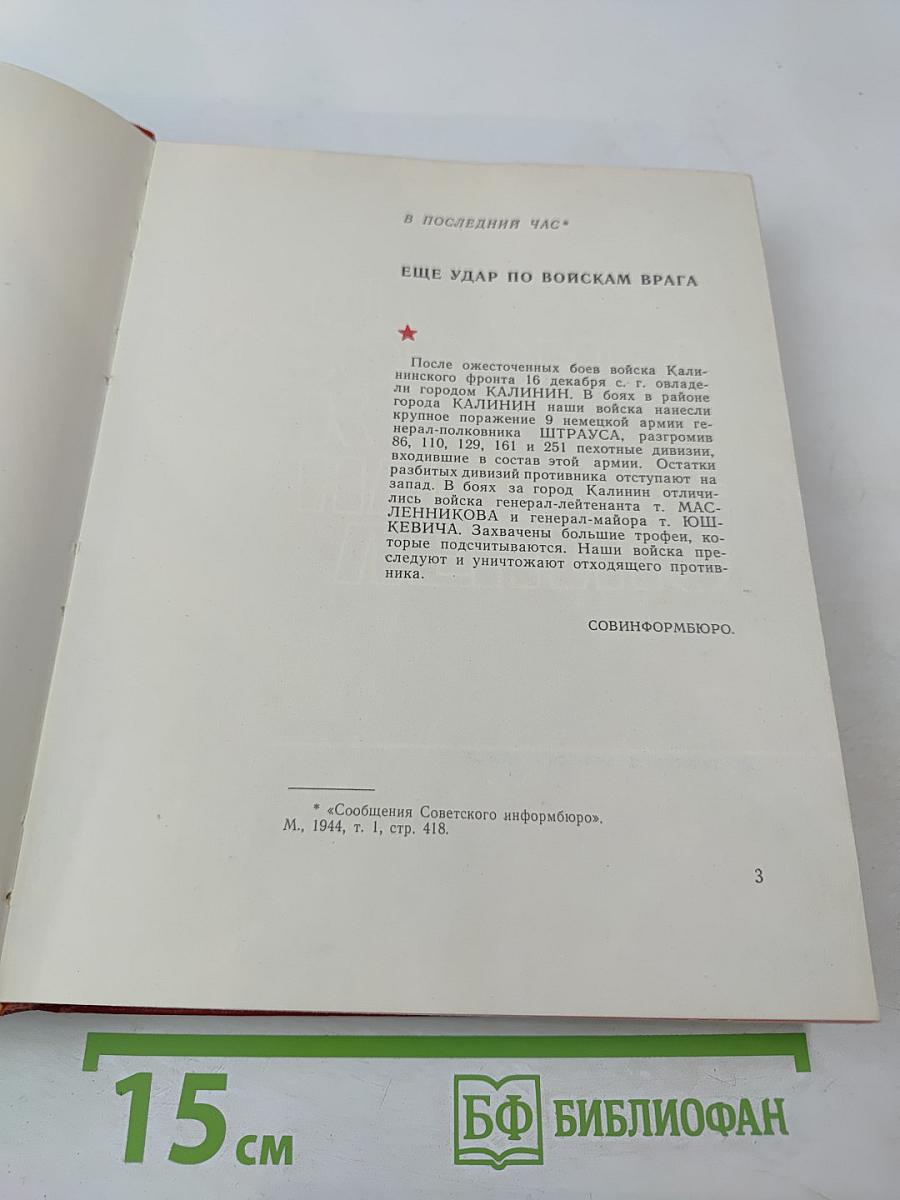 В ПОСЛЕДНИЙ ЧАС*
ЕЩЕ УДАР ПО ВОЙСКАМ ВРАГА
После ожесточенных боев войска Кали-
нинского фронта 16 декабря с. г. овладе-
ли городом КАЛИНИН. В боях в районе
города КАЛИНИН наши войска нанесли
крупное поражение 9 немецкой армии ге-
нерал-полковника ШТРАУСА, разгромив
86, 110, 129, 161 и 251 пехотные дивизии,
входившие в состав этой армии. Остатки
разбитых дивизий противника отступают на
запад. В боях за город Калинин отличи-
лись войска генерал-лейтенанта т. МАС-
ЛЕННИКОВА и генерал-майора т. ЮШ-
КЕВИЧА. Захвачены большие трофеи, ко-
торые подсчитываются. Наши войска пре-
следуют и уничтожают отходящего против-
ника.
СОВИНФОРМБЮРО.
* «Сообщения Советского информбюро».
М., 1944, т. 1, стр. 418.
3
15 см
БФ БИБЛИОФАН